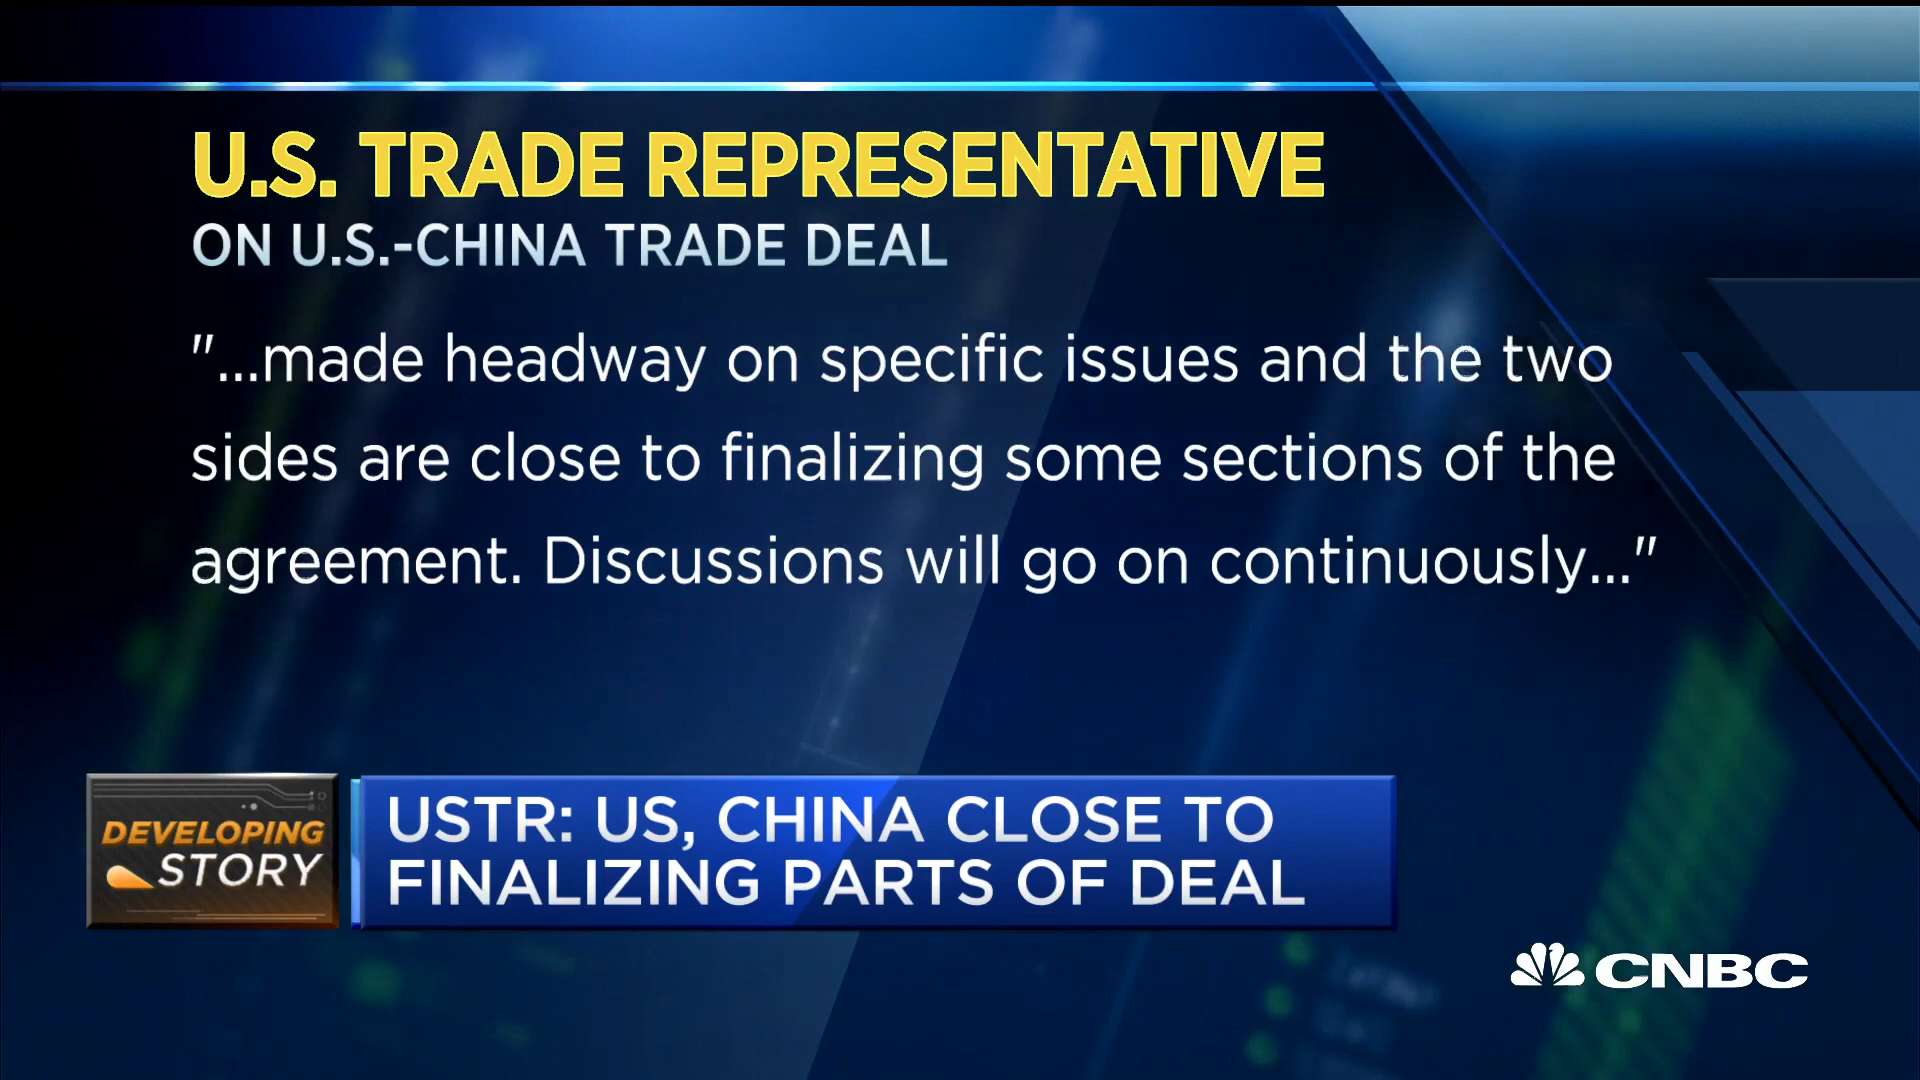 U.S. TRADE REPRESENTATIVE
ON U.S.-CHINA TRADE DEAL
"...made headway on specific issues and the two
sides are close to finalizing some sections of the
agreement. Discussions will go on continuously..."
DEVELOPING
STORY
USTR: US, CHINA CLOSE TO
FINALIZING PARTS OF DEAL
CNBC